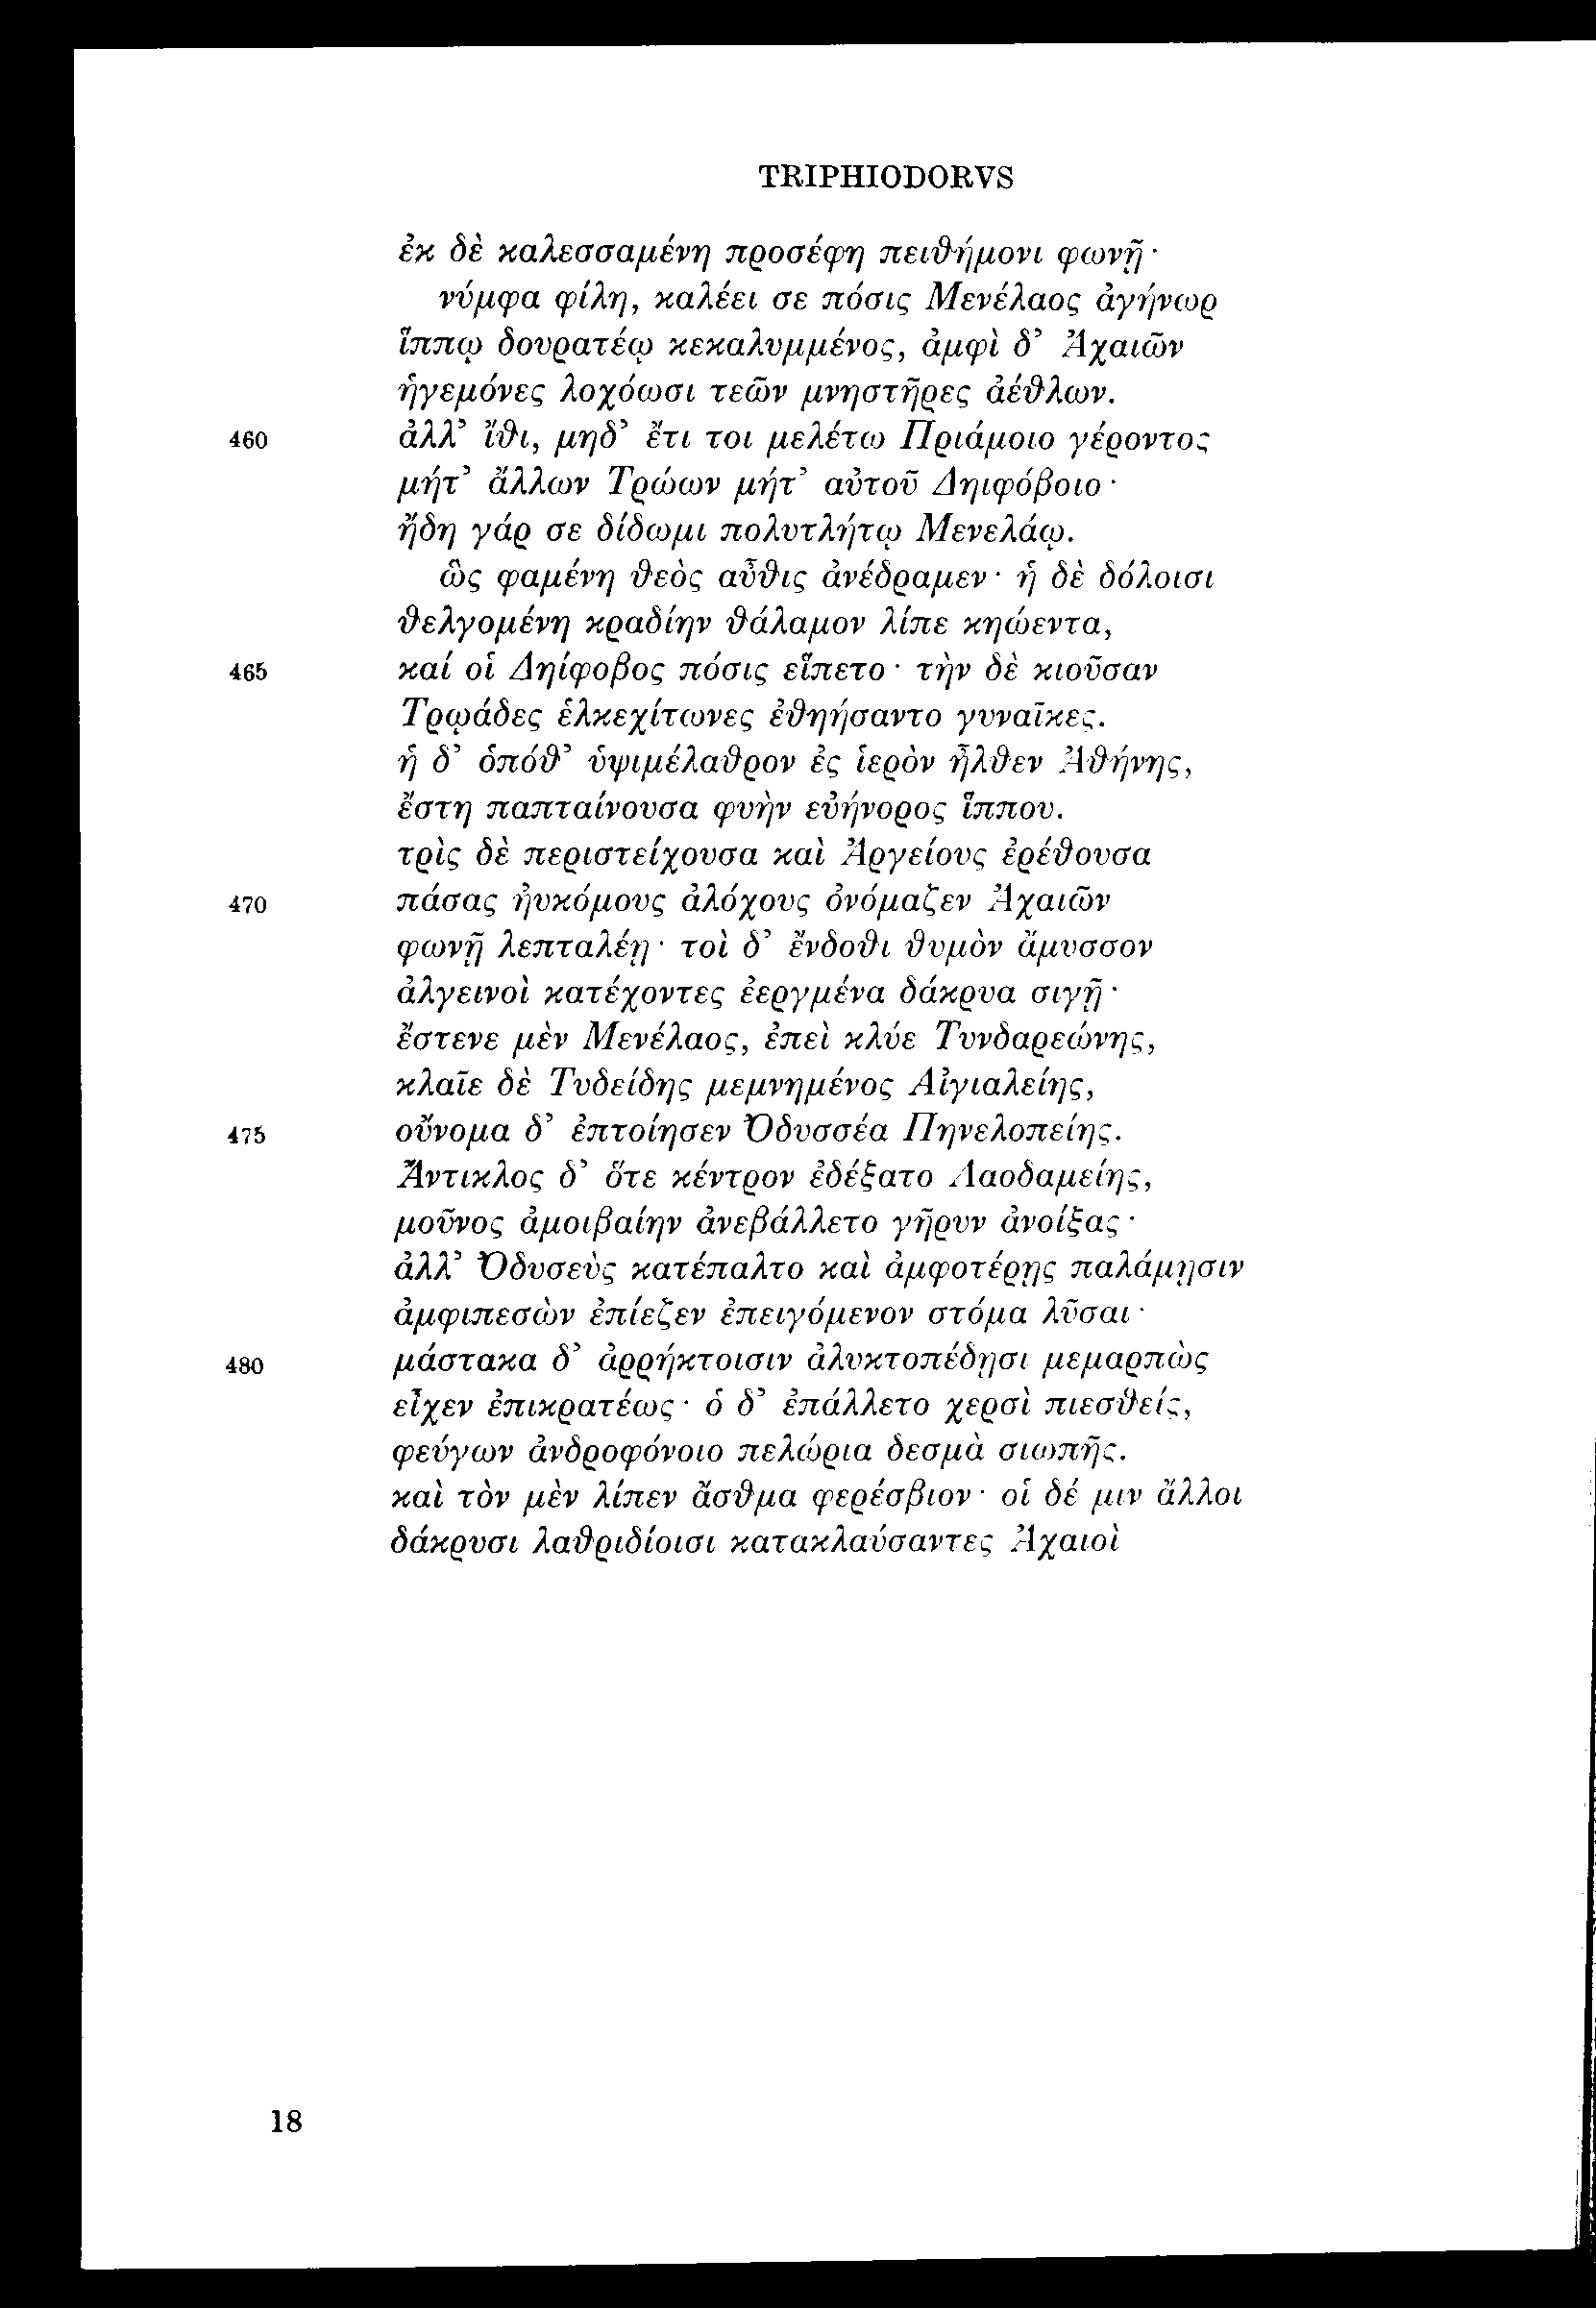 TRIPHIODORVS
ἐκ δὲ καλεσσαμένη προσέφη πειθήμονι φωνῇ·
νύμφα φίλη, καλέει σε πόσις Μενέλαος ἀγήνωρ
ἵππῳ δουρατέῳ κεκαλυμμένος, ἀμφὶ δ’ Ἀχαιῶν
ἡγεμόνες λοχόωσι τεῶν μνηστῆρες ἀέθλων.
460 ἀλλ’ ἴθι, μηδ’ ἔτι τοι μελέτω Πριάμοιο γέροντος
μήτ’ ἄλλων Τρώων μήτ’ αὐτοῦ Δηιφόβοιο·
ἤδη γάρ σε δίδωμι πολυτλήτῳ Μενελάῳ.
ὣς φαμένη θεὸς αὖθις ἀνέδραμεν· ἡ δὲ δόλοισι
θελγομένη κραδίην θάλαμον λίπε κηώεντα,
465 καί οἱ Δηίφοβος πόσις εἵπετο· τὴν δὲ κιοῦσαν
Τρῳάδες ἑλκεχίτωνες ἐθηήσαντο γυναῖκες.
ἡ δ’ ὁπόθ’ ὑψιμέλαθρον ἐς ἱερὸν ἦλθεν Ἀθήνης,
ἔστη παπταίνουσα φυὴν εὐήνορος ἵππου.
τρὶς δὲ περιστείχουσα καὶ Ἀργείους ἐρέθουσα
470 πάσας ἠυκόμους ἀλόχους ὀνόμαζεν Ἀχαιῶν
φωνῇ λεπταλέῃ· τοὶ δ’ ἔνδοθι θυμὸν ἄμυσσον
ἀλγεινοὶ κατέχοντες ἐεργμένα δάκρυα σιγῇ·
ἔστενε μὲν Μενέλαος, ἐπεὶ κλύε Τυνδαρεώνης,
κλαῖε δὲ Τυδείδης μεμνημένος Αἰγιαλείης,
475 οὔνομα δ’ ἐπτοίησεν Ὀδυσσέα Πηνελοπείης.
Ἄντικλος δ’ ὅτε κέντρον ἐδέξατο Λαοδαμείης,
μοῦνος ἀμοιβαίην ἀνεβάλλετο γῆρυν ἀνοίξας·
ἀλλ’ Ὀδυσεὺς κατέπαλτο καὶ ἀμφοτέρῃς παλάμῃσιν
ἀμφιπεσὼν ἐπίεζεν ἐπειγόμενον στόμα λῦσαι·
480 μάστακα δ’ ἀρρήκτοισιν ἀλυκτοπέδῃσι μεμαρπὼς
εἶχεν ἐπικρατέως· ὁ δ’ ἐπάλλετο χερσὶ πιεσθείς,
φεύγων ἀνδροφόνοιο πελώρια δεσμὰ σιωπῆς.
καὶ τὸν μὲν λίπεν ἄσθμα φερέσβιον· οἱ δέ μιν ἄλλοι
δάκρυσι λαθριδίοισι κατακλαύσαντες Ἀχαιοὶ
18